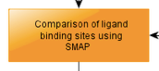 Comparison of ligand
binding sites using
SMAP